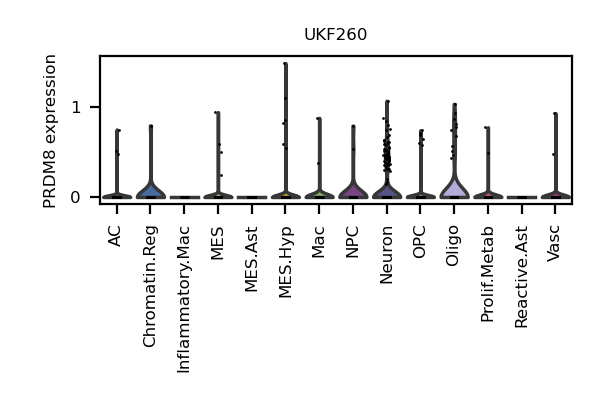 UKF260
PRDM8 expression
1
0
AC
Chromatin.Reg
Inflammatory.Mac
MES
MES.Ast
MES.Hyp
Mac
NPC
Neuron
OPC
Oligo
Prolif.Metab
Reactive.Ast
Vasc